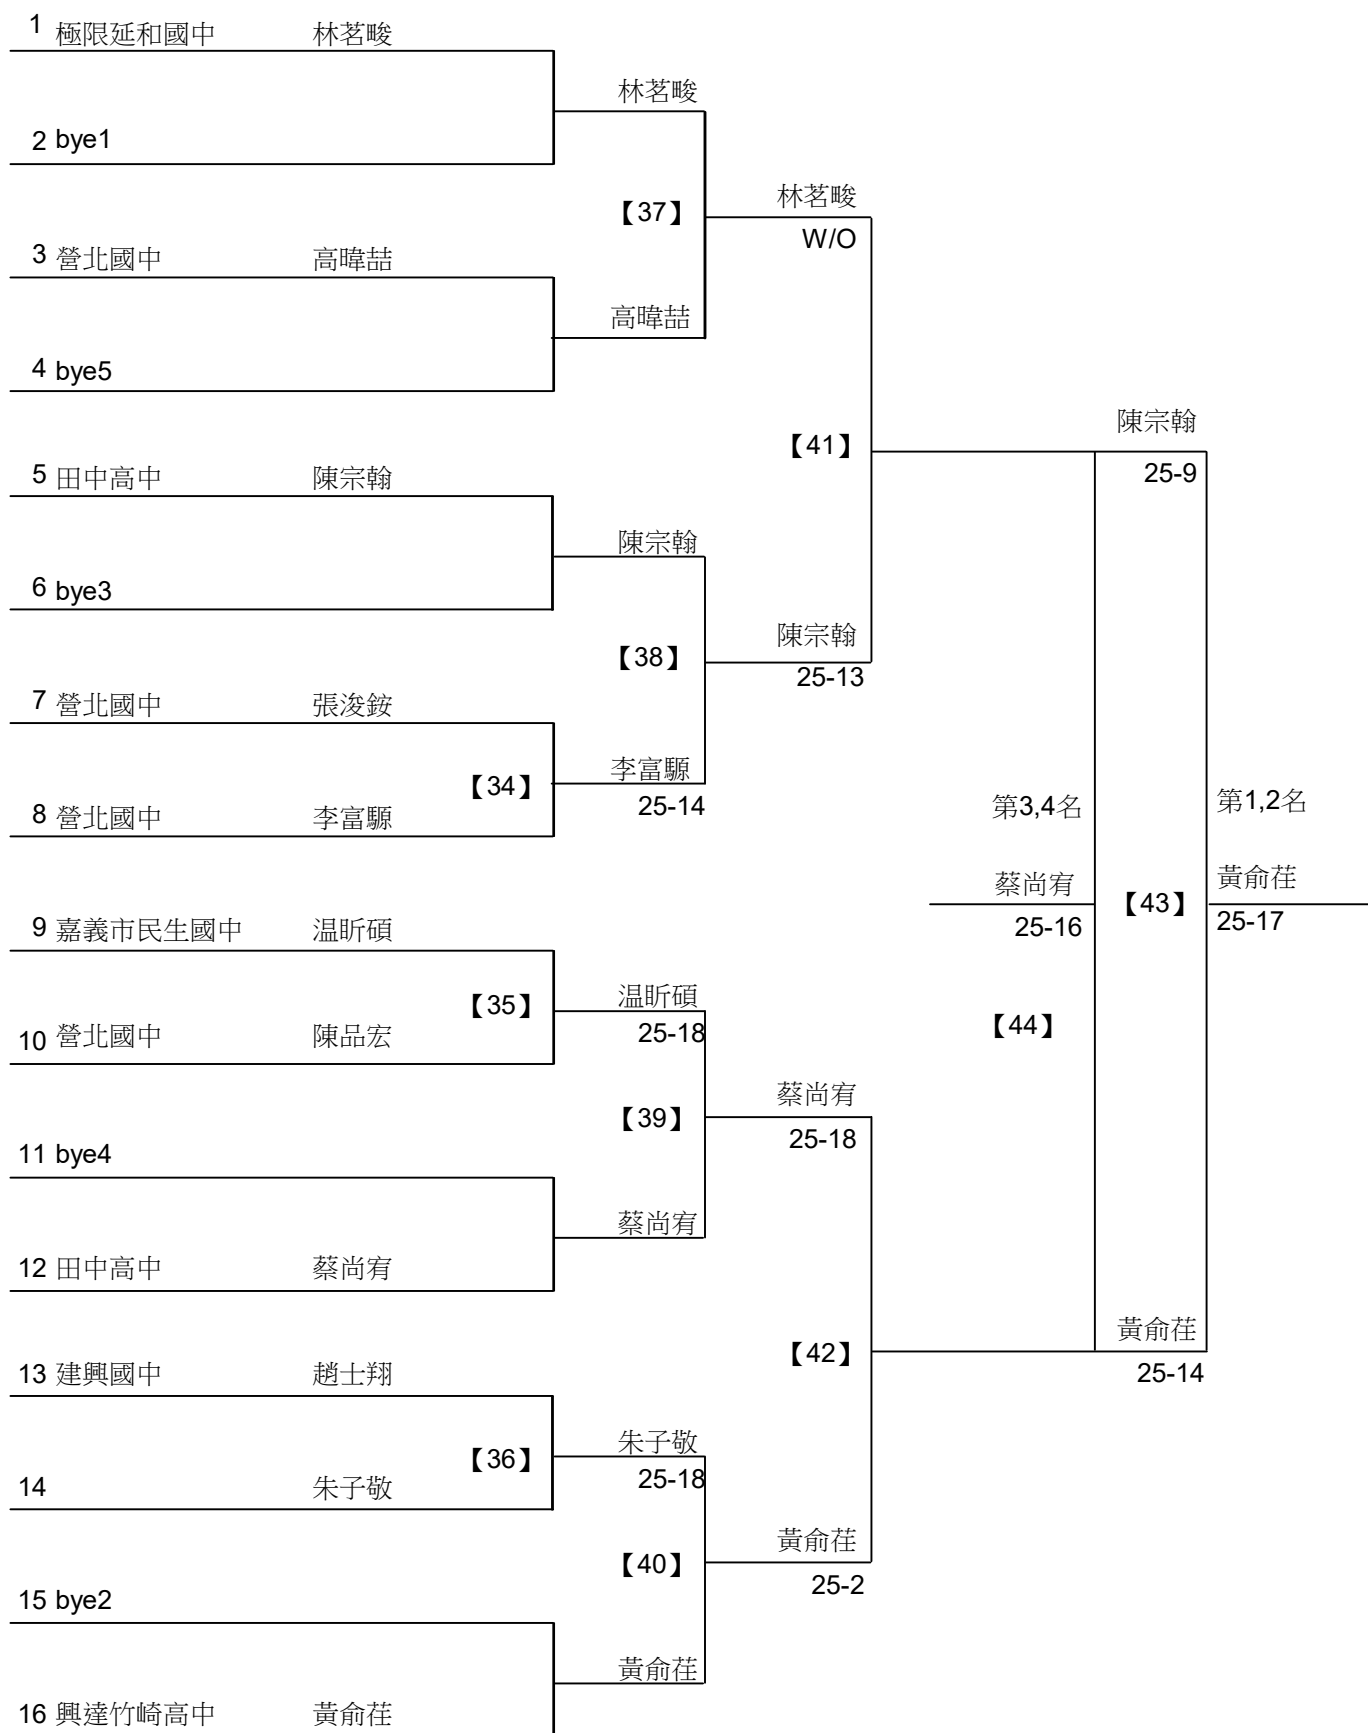 1 極限延和國中 林茗畯
林茗畯
2 bye1
【37】
林茗畯
W/O
3 營北國中 高暐喆
高暐喆
4 bye5
【41】
陳宗翰
25-9
5 田中高中 陳宗翰
陳宗翰
6 bye3
【38】
陳宗翰
25-13
7 營北國中 張浚銨
【34】
李富騵
25-14
8 營北國中 李富騵
第3,4名
第1,2名
蔡尚宥
25-16
【43】
黃俞荏
25-17
9 嘉義市民生國中 温昕碩
【35】
温昕碩
25-18
【44】
10 營北國中 陳品宏
【39】
蔡尚宥
25-18
11 bye4
蔡尚宥
12 田中高中 蔡尚宥
【42】
黃俞荏
25-14
13 建興國中 趙士翔
【36】
朱子敬
25-18
14 朱子敬
【40】
黃俞荏
25-2
15 bye2
黃俞荏
16 興達竹崎高中 黃俞荏